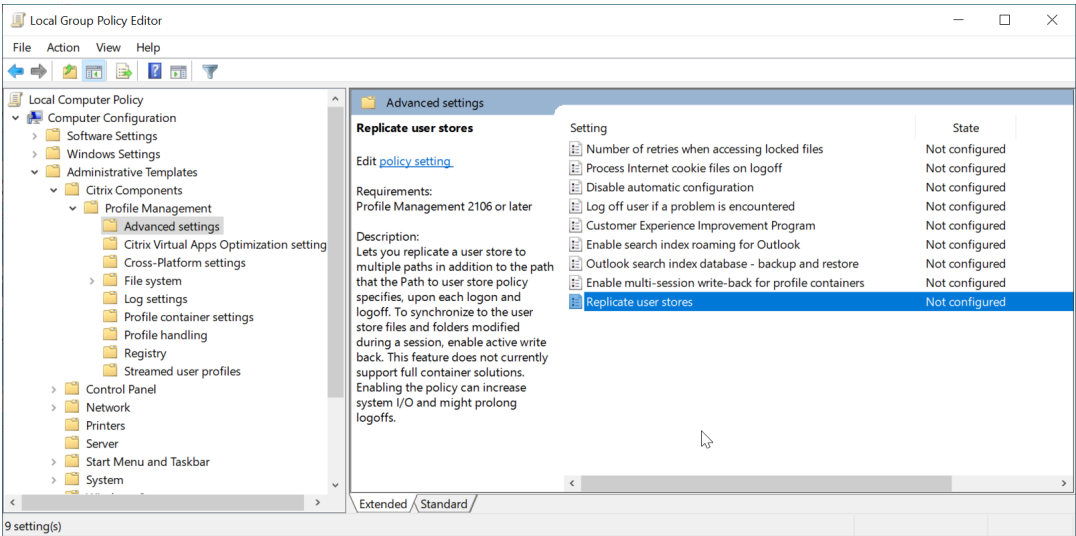 Local Group Policy Editor
File Action View Help
Local Computer Policy
Computer Configuration
Software Settings
Windows Settings
Administrative Templates
Citrix Components
Profile Management
Advanced settings
Citrix Virtual Apps Optimization setting
Cross-Platform settings
File system
Log settings
Profile container settings
Profile handling
Registry
Streamed user profiles
Control Panel
Network
Printers
Server
Start Menu and Taskbar
System
Advanced settings
Replicate user stores
Edit policy setting
Requirements:
Profile Management 2106 or later
Description:
Lets you replicate a user store to
multiple paths in addition to the path
that the Path to user store policy
specifies, upon each logon and
logoff. To synchronize to the user
store files and folders modified
during a session, enable active write
back. This feature does not currently
support full container solutions.
Enabling the policy can increase
system I/O and might prolong
logoffs.
Setting State
Number of retries when accessing locked files Not configured
Process Internet cookie files on logoff Not configured
Disable automatic configuration Not configured
Log off user if a problem is encountered Not configured
Customer Experience Improvement Program Not configured
Enable search index roaming for Outlook Not configured
Outlook search index database - backup and restore Not configured
Enable multi-session write-back for profile containers Not configured
Replicate user stores Not configured
Extended Standard
9 setting(s)